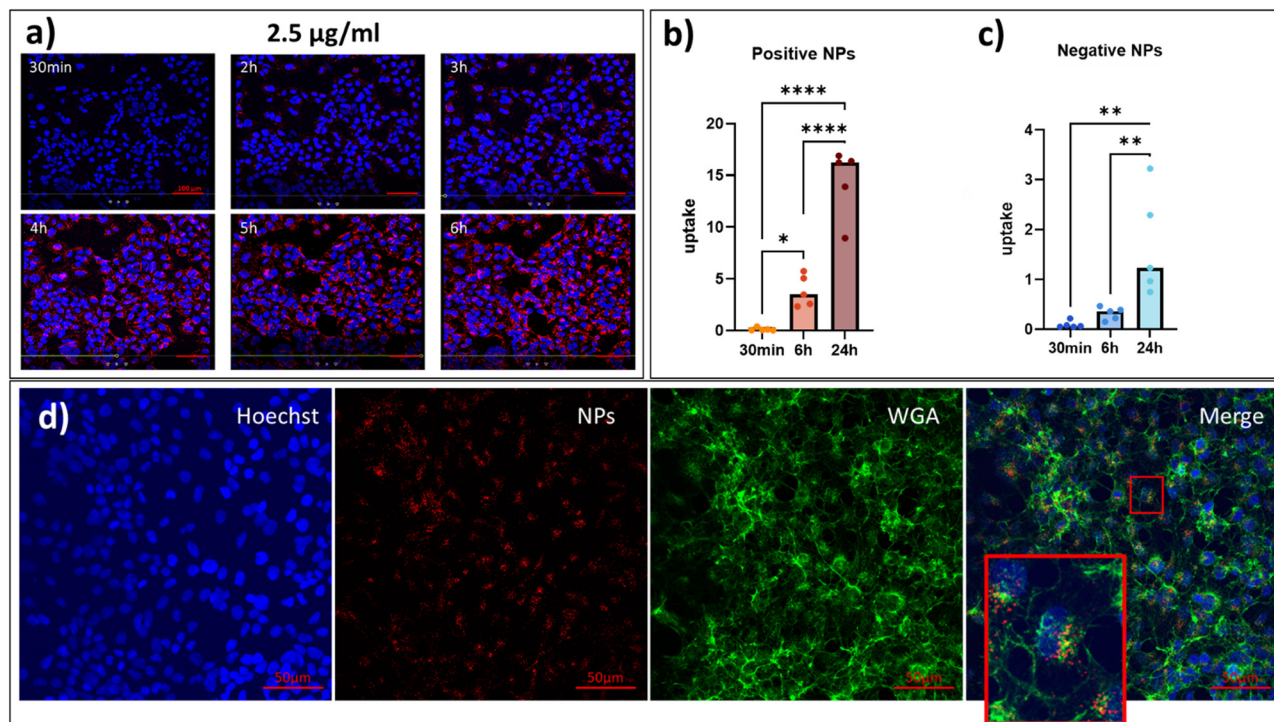 a)
2.5 µg/ml
30min
2h
3h
100 µm
4h
5h
6h
b)
Positive NPs
****
****
*
20
15
10
5
0
uptake
30min
6h
24h
c)
Negative NPs
**
**
4
3
2
1
0
uptake
30min
6h
24h
d)
Hoechst
NPs
WGA
Merge
50µm
50µm
50µm
50µm